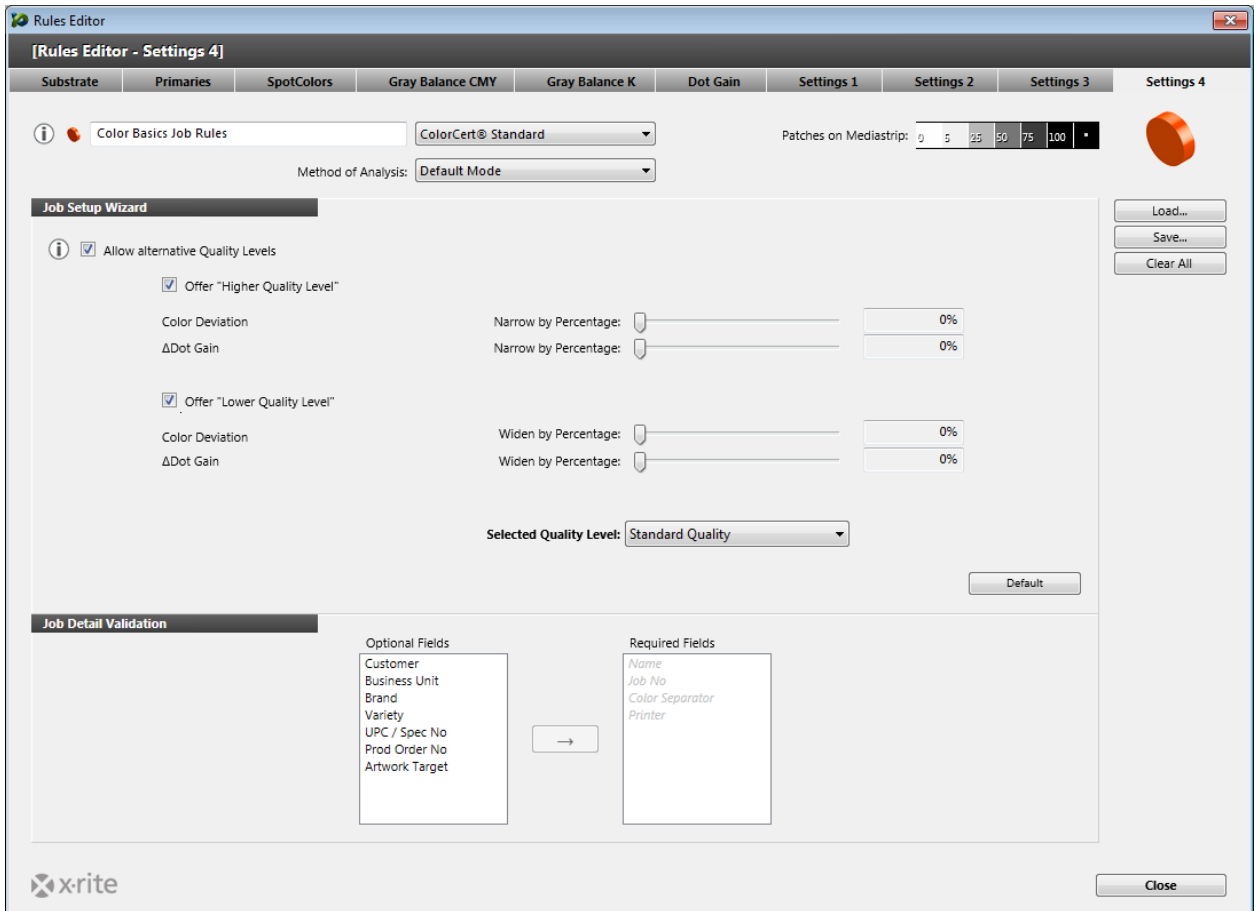 Rules Editor
[Rules Editor - Settings 4]
Substrate Primaries SpotColors Gray Balance CMY Gray Balance K Dot Gain Settings 1 Settings 2 Settings 3 Settings 4
Color Basics Job Rules ColorCert® Standard Patches on Mediastrip: 0 5 25 50 75 100 *
Method of Analysis: Default Mode
Job Setup Wizard
Load...
Save...
Clear All
Allow alternative Quality Levels
Offer "Higher Quality Level"
Color Deviation Narrow by Percentage: 0%
ΔDot Gain Narrow by Percentage: 0%
Offer "Lower Quality Level"
Color Deviation Widen by Percentage: 0%
ΔDot Gain Widen by Percentage: 0%
Selected Quality Level: Standard Quality
Default
Job Detail Validation
Optional Fields Required Fields
Customer Name
Business Unit Job No
Brand Color Separator
Variety Printer
UPC / Spec No
Prod Order No
Artwork Target
→
x·rite
Close